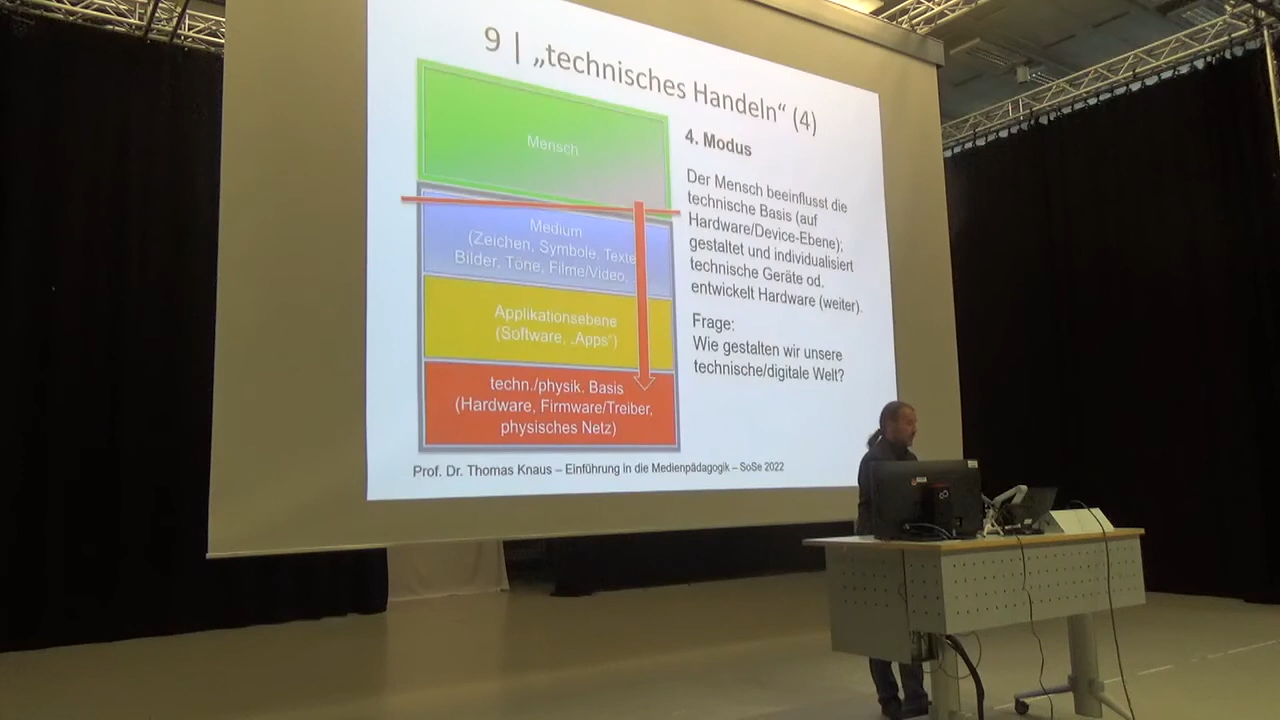 9 | „technisches Handeln“ (4)
Mensch
Medium
(Zeichen, Symbole, Texte
Bilder, Töne, Filme/Video,
Applikationsebene
(Software, „Apps“)
techn./physik. Basis
(Hardware, Firmware/Treiber,
physisches Netz)
4. Modus
Der Mensch beeinflusst die
technische Basis (auf
Hardware/Device-Ebene);
gestaltet und individualisiert
technische Geräte od.
entwickelt Hardware (weiter).
Frage:
Wie gestalten wir unsere
technische/digitale Welt?
Prof. Dr. Thomas Knaus – Einführung in die Medienpädagogik – SoSe 2022